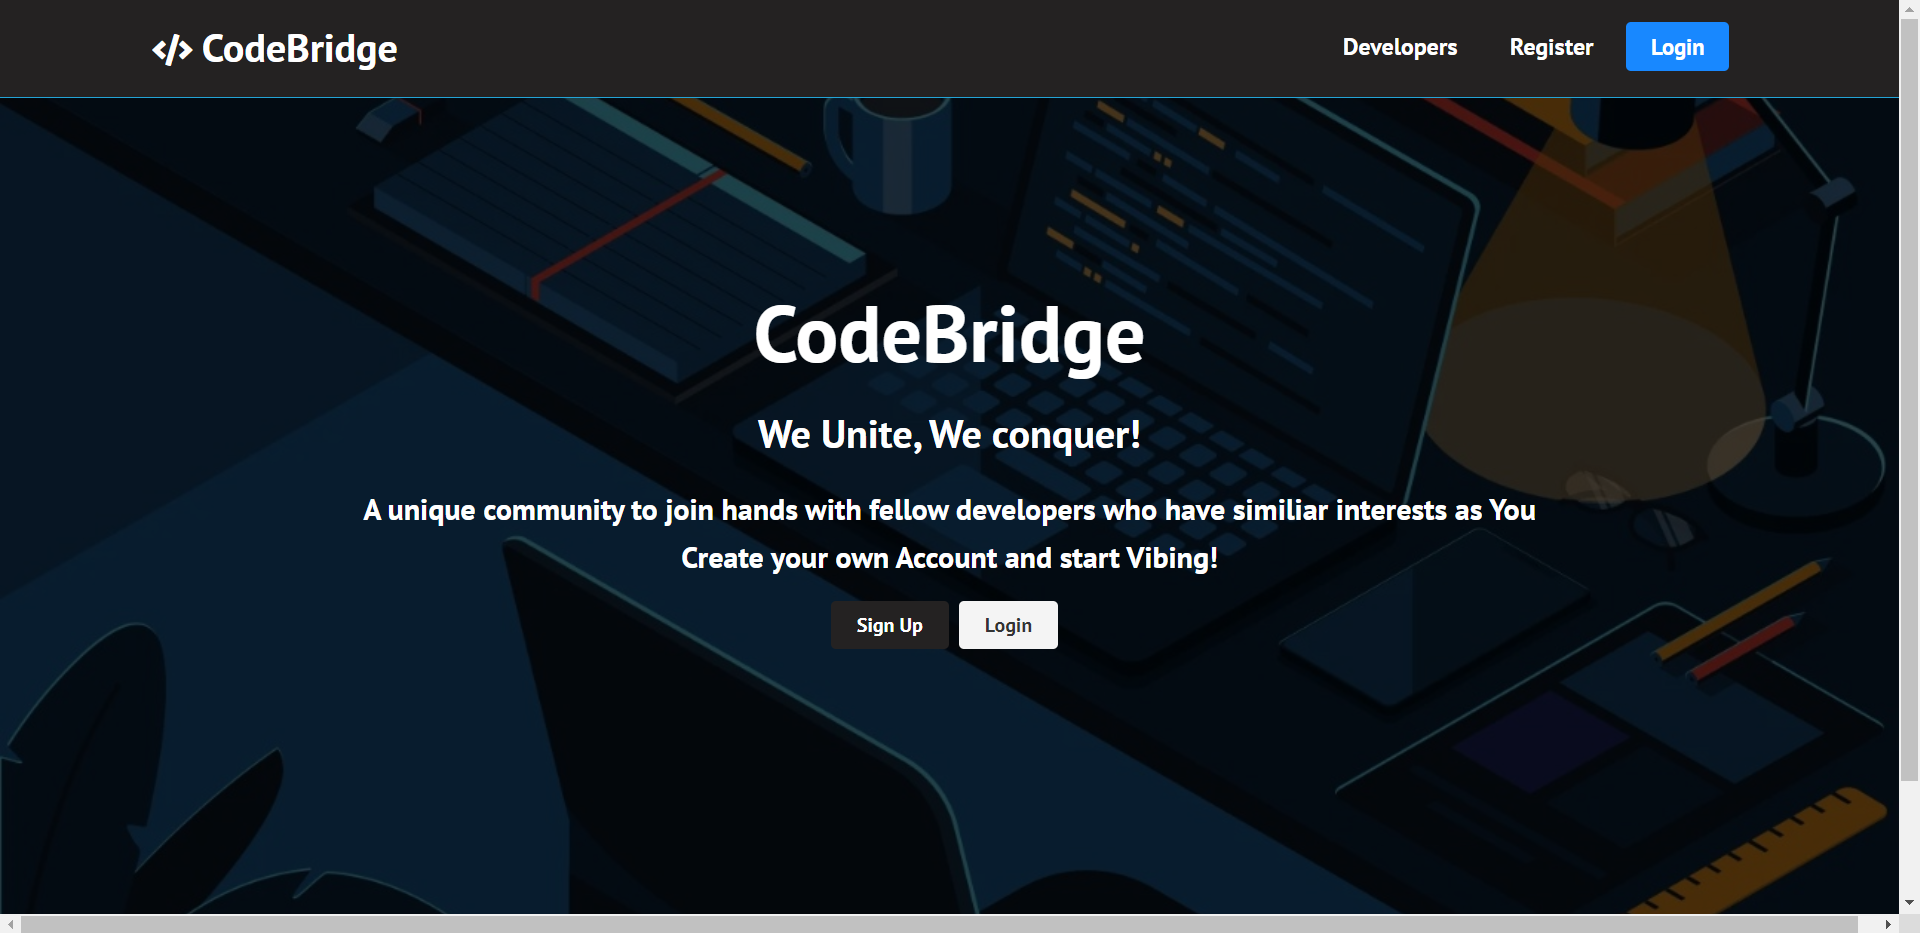 </> CodeBridge
Developers
Register
Login
CodeBridge
We Unite, We conquer!
A unique community to join hands with fellow developers who have similiar interests as You
Create your own Account and start Vibing!
Sign Up
Login